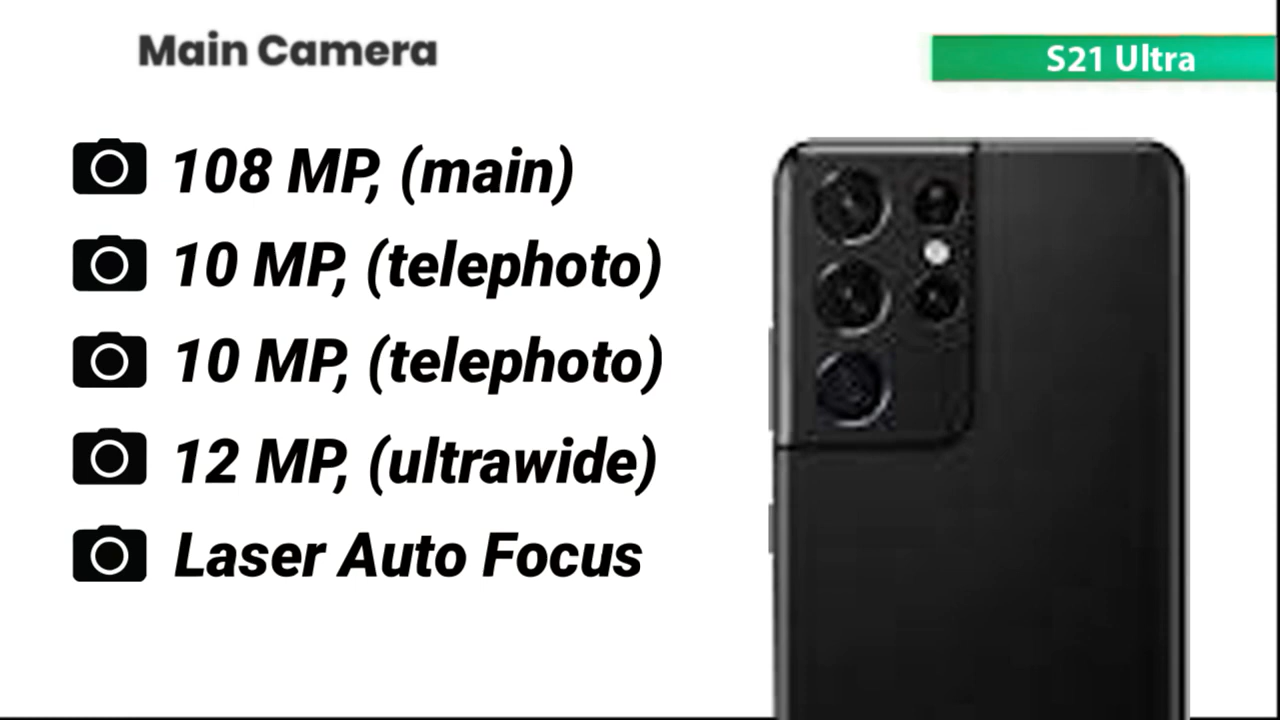 Main Camera
S21 Ultra
108 MP, (main)
10 MP, (telephoto)
10 MP, (telephoto)
12 MP, (ultrawide)
Laser Auto Focus